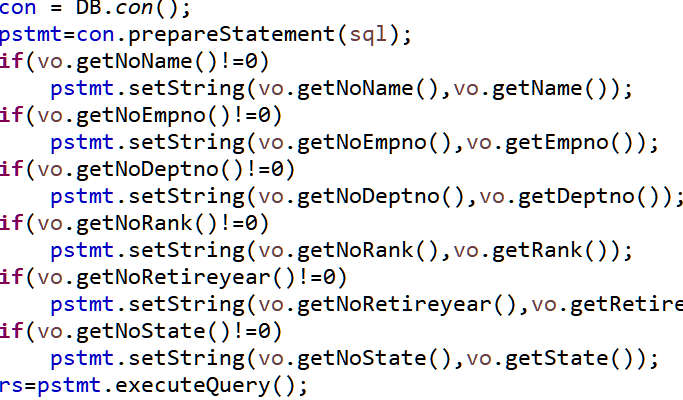 con = DB.con();
pstmt=con.prepareStatement(sql);
if(vo.getNoName()!=0)
    pstmt.setString(vo.getNoName(),vo.getName());
if(vo.getNoEmpno()!=0)
    pstmt.setString(vo.getNoEmpno(),vo.getEmpno());
if(vo.getNoDeptno()!=0)
    pstmt.setString(vo.getNoDeptno(),vo.getDeptno());
if(vo.getNoRank()!=0)
    pstmt.setString(vo.getNoRank(),vo.getRank());
if(vo.getNoRetireyear()!=0)
    pstmt.setString(vo.getNoRetireyear(),vo.getRetire
if(vo.getNoState()!=0)
    pstmt.setString(vo.getNoState(),vo.getState());
rs=pstmt.executeQuery();